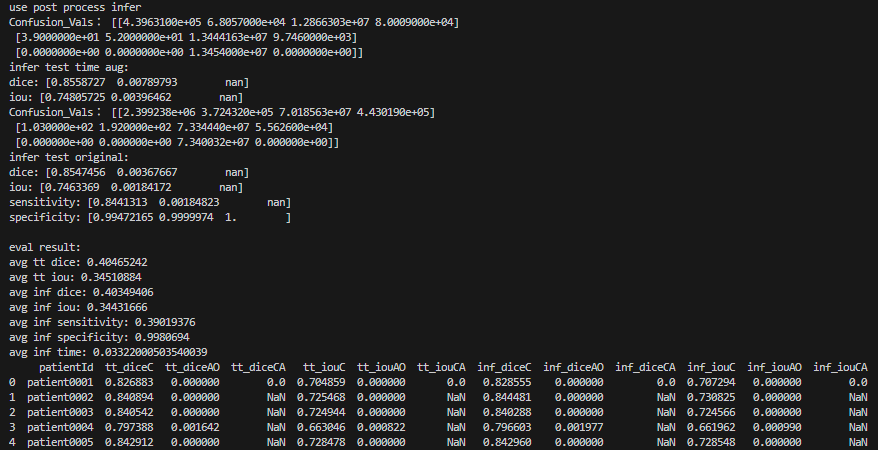 use post process infer
Confusion_Vals： [[4.3963100e+05 6.8057000e+04 1.2866303e+07 8.0009000e+04]
[3.9000000e+01 5.2000000e+01 1.3444163e+07 9.7460000e+03]
[0.0000000e+00 0.0000000e+00 1.3454000e+07 0.0000000e+00]]
infer test time aug:
dice: [0.8558727 0.00789793 nan]
iou: [0.74805725 0.00396462 nan]
Confusion_Vals： [[2.399238e+06 3.724320e+05 7.018563e+07 4.430190e+05]
[1.030000e+02 1.920000e+02 7.334440e+07 5.562600e+04]
[0.000000e+00 0.000000e+00 7.340032e+07 0.000000e+00]]
infer test original:
dice: [0.8547456 0.00367667 nan]
iou: [0.7463369 0.00184172 nan]
sensitivity: [0.8441313 0.00184823 nan]
specificity: [0.99472165 0.9999974 1. ]
eval result:
avg tt dice: 0.40465242
avg tt iou: 0.34510884
avg inf dice: 0.40349406
avg inf iou: 0.34431666
avg inf sensitivity: 0.39019376
avg inf specificity: 0.9980694
avg inf time: 0.03322000503540039
patientId tt_diceC tt_diceAO tt_diceCA tt_iouC tt_iouAO tt_iouCA inf_diceC inf_diceAO inf_diceCA inf_iouC inf_iouAO inf_iouCA
0 patient0001 0.826883 0.000000 0.0 0.704859 0.000000 0.0 0.828555 0.000000 0.0 0.707294 0.000000 0.0
1 patient0002 0.840894 0.000000 NaN 0.725468 0.000000 NaN 0.844481 0.000000 NaN 0.730825 0.000000 NaN
2 patient0003 0.840542 0.000000 NaN 0.724944 0.000000 NaN 0.840288 0.000000 NaN 0.724566 0.000000 NaN
3 patient0004 0.797388 0.001642 NaN 0.663046 0.000822 NaN 0.796603 0.001977 NaN 0.661962 0.000990 NaN
4 patient0005 0.842912 0.000000 NaN 0.728478 0.000000 NaN 0.842960 0.000000 NaN 0.728548 0.000000 NaN